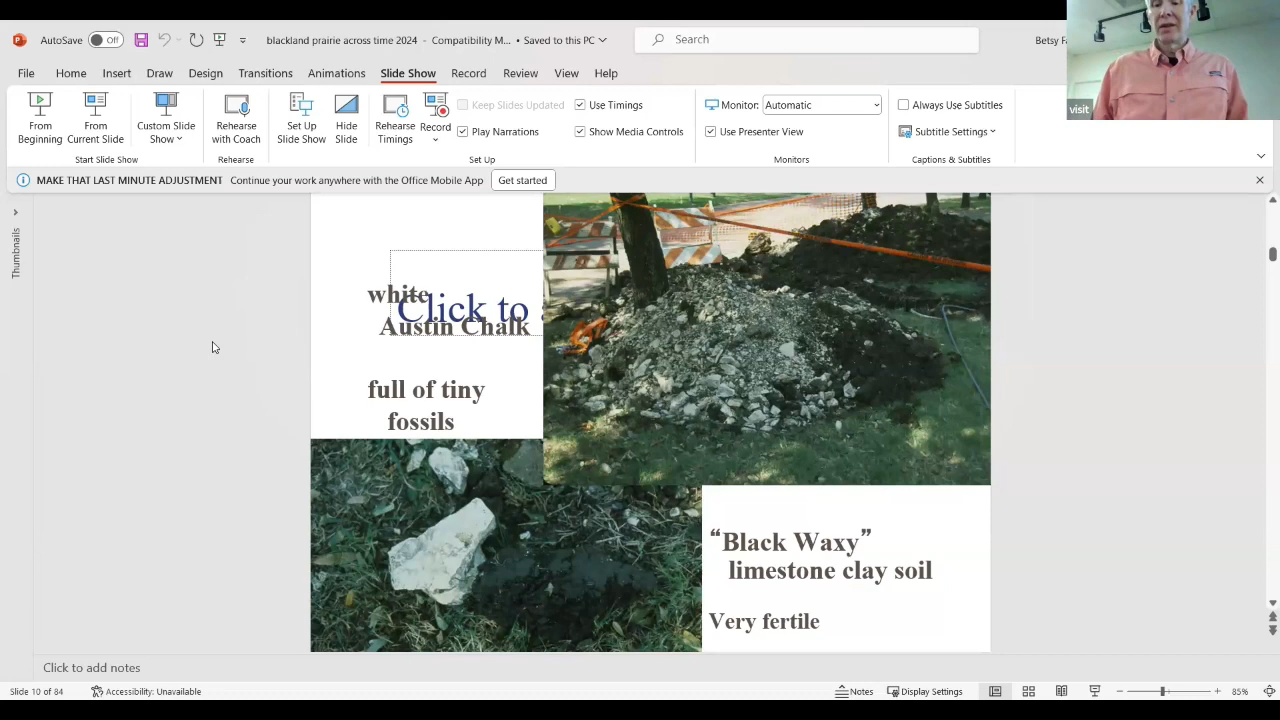 AutoSave Off blackland prairie across time 2024 - Compatibility M... • Saved to this PC Search
visit
File Home Insert Draw Design Transitions Animations Slide Show Record Review View Help
From Beginning
From Current Slide
Custom Slide Show
Rehearse with Coach
Set Up Slide Show
Hide Slide
Rehearse Timings
Record
Keep Slides Updated
Use Timings
Play Narrations
Show Media Controls
Monitor: Automatic
Use Presenter View
Always Use Subtitles
Subtitle Settings
Start Slide Show Rehearse Set Up Monitors Captions & Subtitles
MAKE THAT LAST MINUTE ADJUSTMENT Continue your work anywhere with the Office Mobile App Get started
Thumbnails
white
Click to
Austin Chalk
full of tiny
fossils
“Black Waxy”
limestone clay soil
Very fertile
Click to add notes
Slide 10 of 84 Accessibility: Unavailable Notes Display Settings 85%